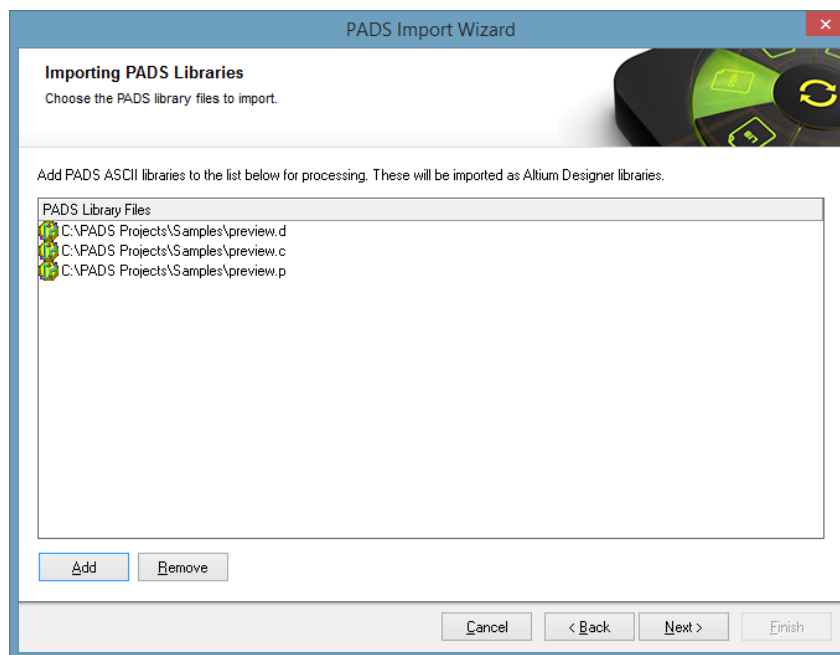 PADS Import Wizard
Importing PADS Libraries
Choose the PADS library files to import.
Add PADS ASCII libraries to the list below for processing. These will be imported as Altium Designer libraries.
PADS Library Files
C:\PADS Projects\Samples\preview.d
C:\PADS Projects\Samples\preview.c
C:\PADS Projects\Samples\preview.p
Add
Remove
Cancel
< Back
Next >
Finish